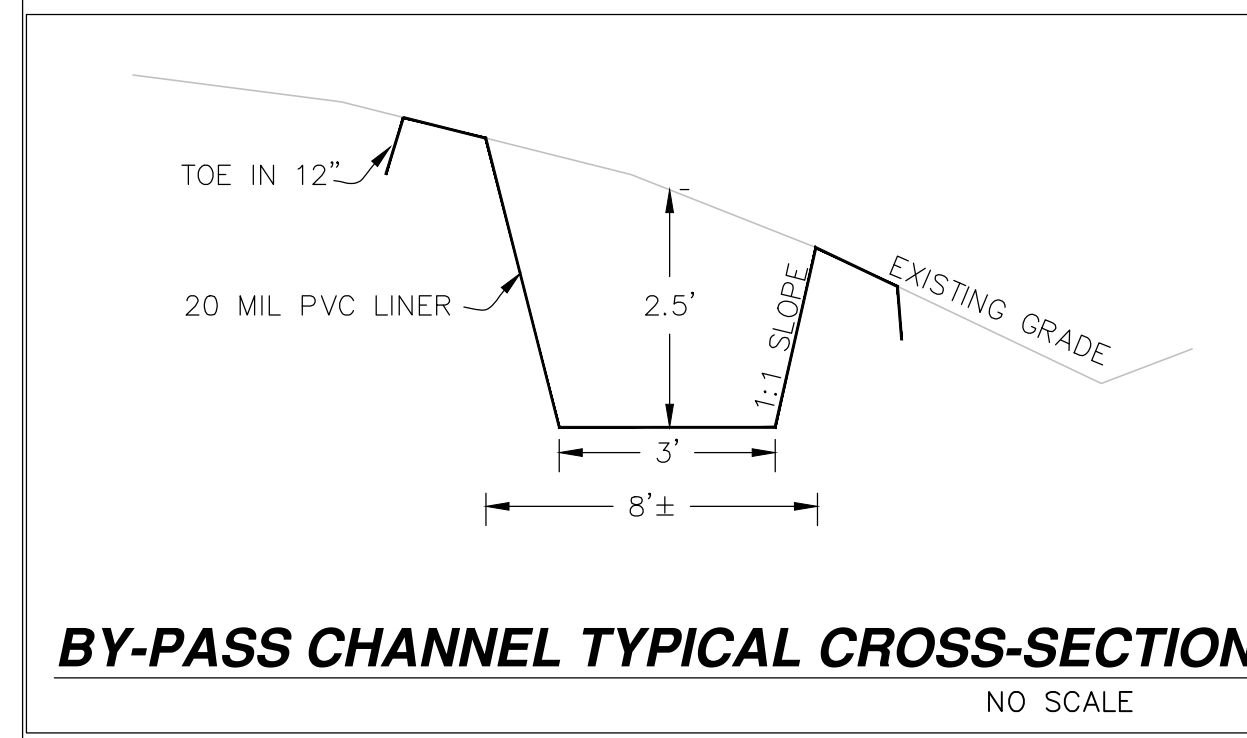 TOE IN 12"
20 MIL PVC LINER
2.5'
1:1 SLOPE
EXISTING GRADE
3'
8'±
BY-PASS CHANNEL TYPICAL CROSS-SECTION
NO SCALE